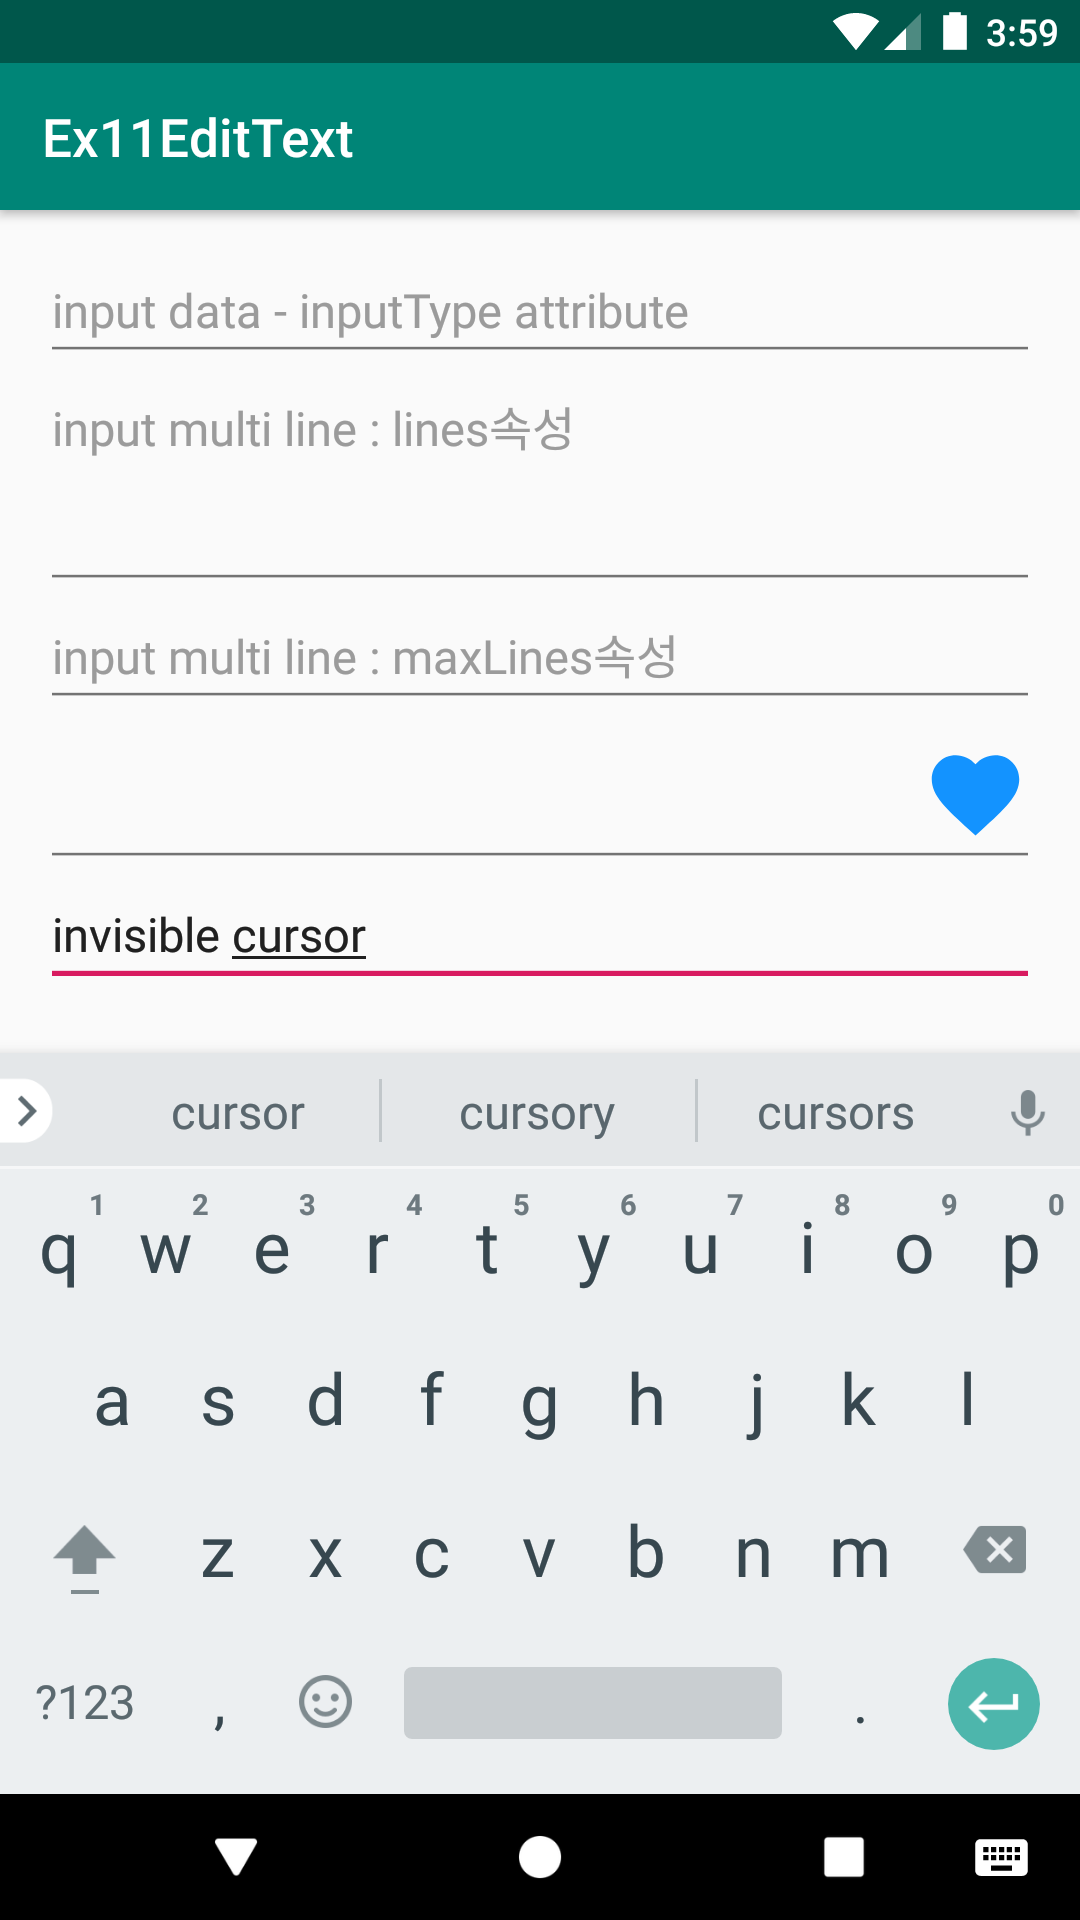 3:59
Ex11EditText
input data - inputType attribute
input multi line : lines속성
input multi line : maxLines속성
invisible cursor
cursor cursory cursors
1 2 3 4 5 6 7 8 9 0
q w e r t y u i o p
a s d f g h j k l
z x c v b n m
?123 , .